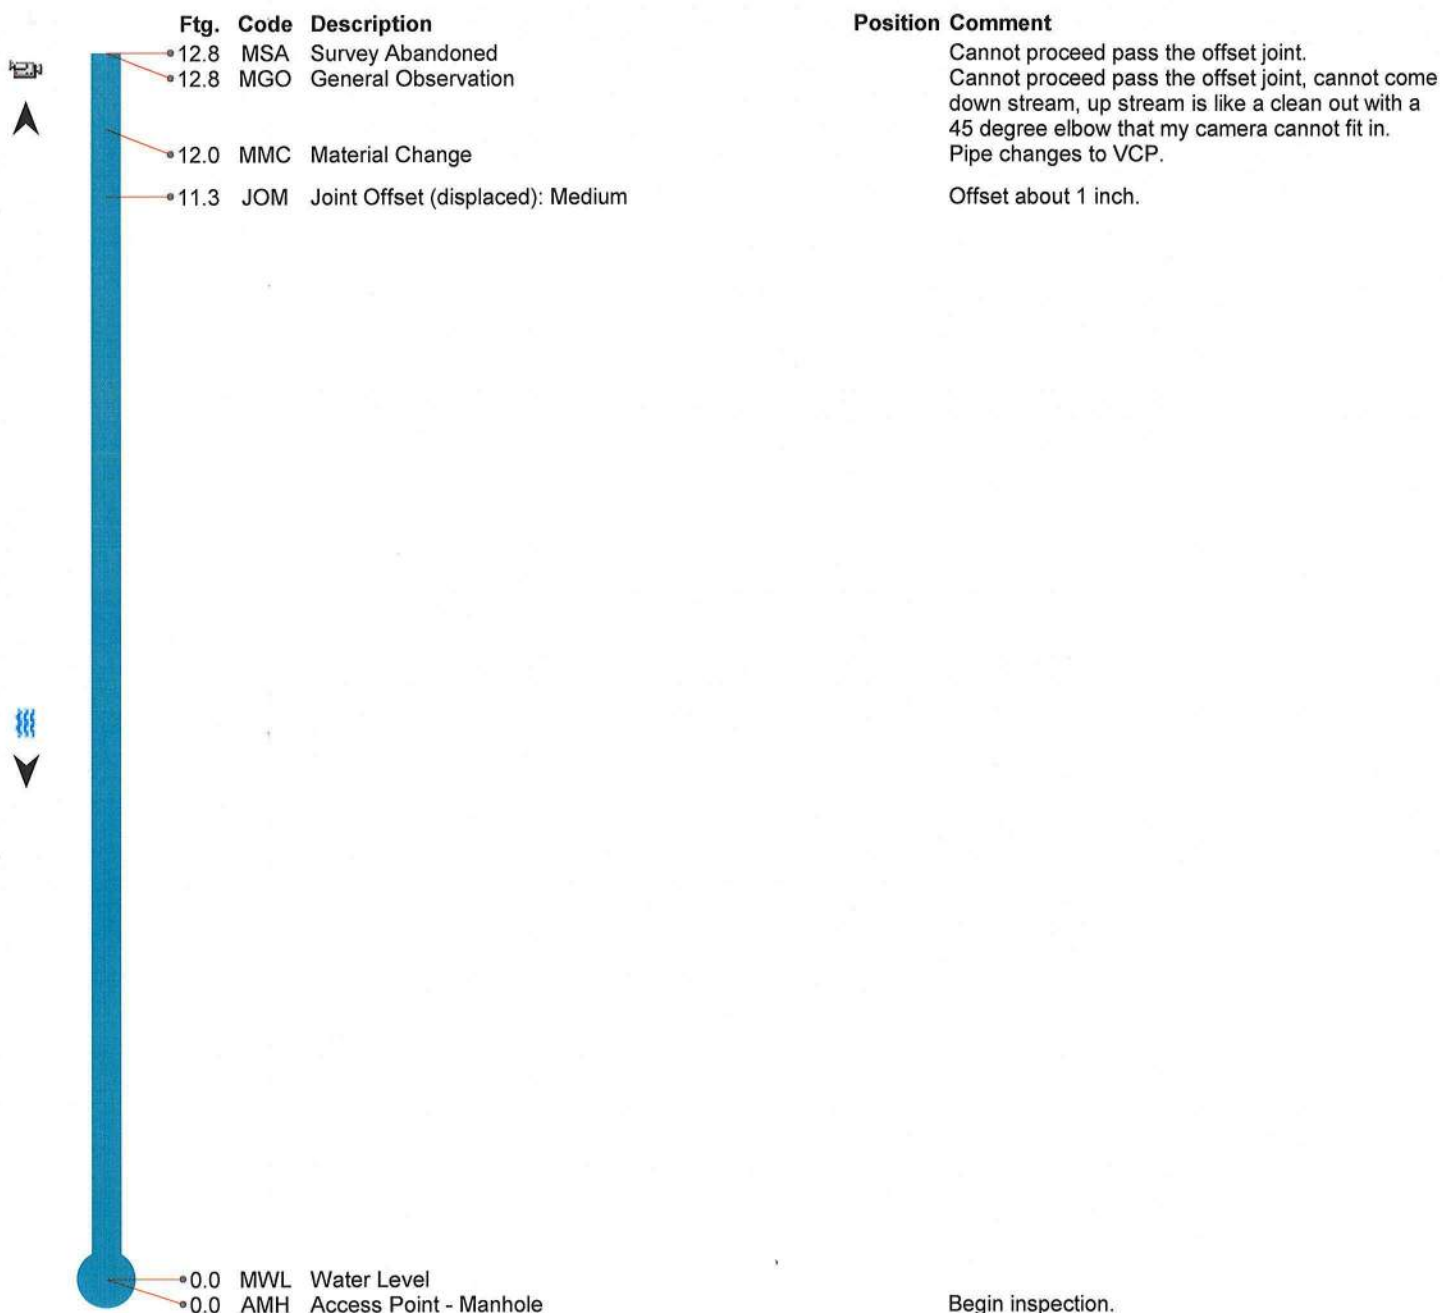 Ftg. Code Description Position Comment
12.8 MSA Survey Abandoned Cannot proceed pass the offset joint.
12.8 MGO General Observation Cannot proceed pass the offset joint, cannot come
down stream, up stream is like a clean out with a
45 degree elbow that my camera cannot fit in.
12.0 MMC Material Change Pipe changes to VCP.
11.3 JOM Joint Offset (displaced): Medium Offset about 1 inch.
0.0 MWL Water Level
0.0 AMH Access Point - Manhole Begin inspection.